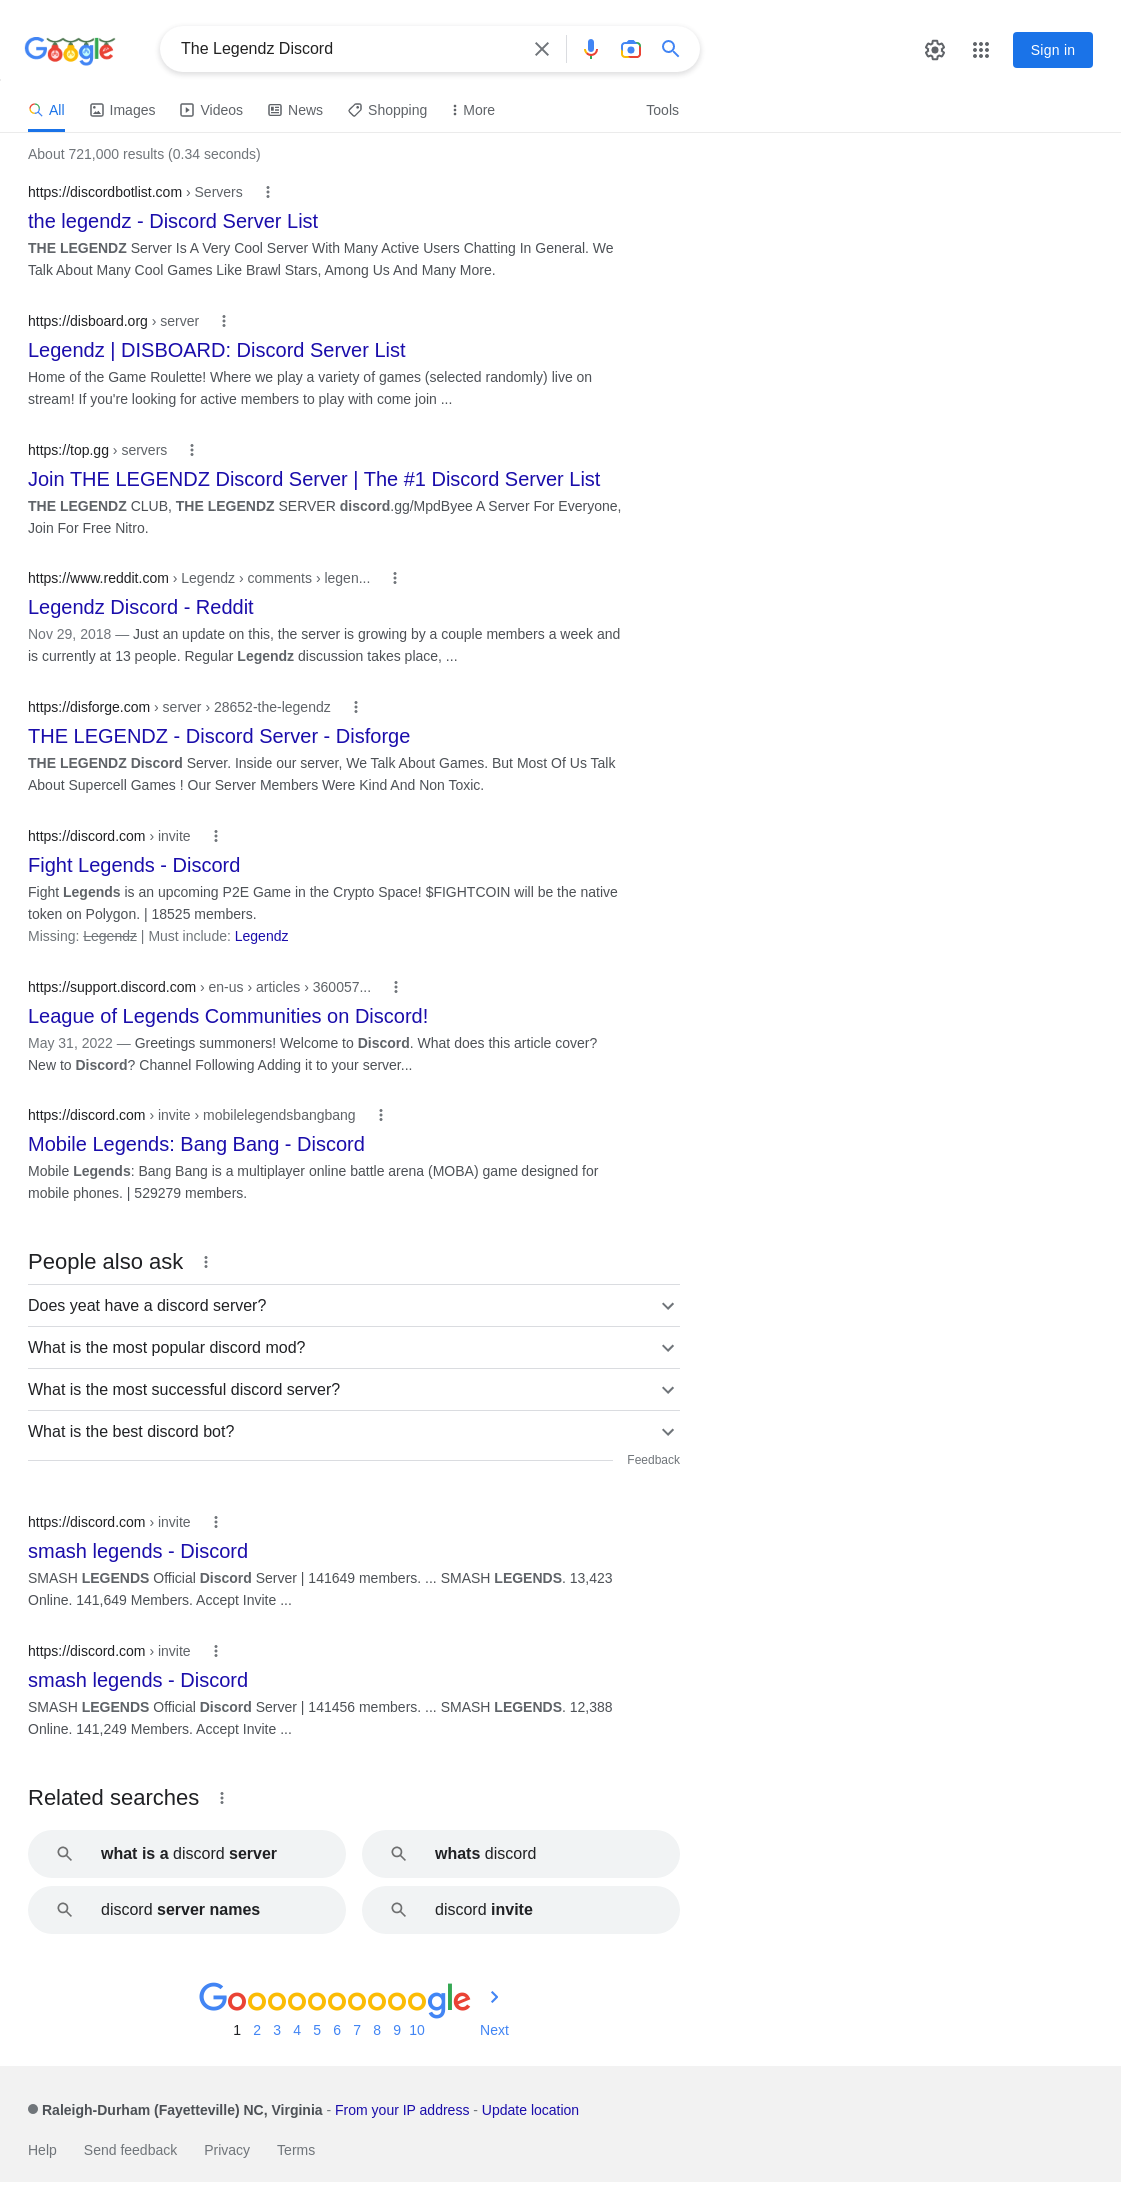 Google
The Legendz Discord
Sign in
All Images Videos News Shopping More Tools
About 721,000 results (0.34 seconds)
https://discordbotlist.com › Servers
the legendz - Discord Server List
THE LEGENDZ Server Is A Very Cool Server With Many Active Users Chatting In General. We
Talk About Many Cool Games Like Brawl Stars, Among Us And Many More.
https://disboard.org › server
Legendz | DISBOARD: Discord Server List
Home of the Game Roulette! Where we play a variety of games (selected randomly) live on
stream! If you're looking for active members to play with come join ...
https://top.gg › servers
Join THE LEGENDZ Discord Server | The #1 Discord Server List
THE LEGENDZ CLUB, THE LEGENDZ SERVER discord.gg/MpdByee A Server For Everyone,
Join For Free Nitro.
https://www.reddit.com › Legendz › comments › legen...
Legendz Discord - Reddit
Nov 29, 2018 — Just an update on this, the server is growing by a couple members a week and
is currently at 13 people. Regular Legendz discussion takes place, ...
https://disforge.com › server › 28652-the-legendz
THE LEGENDZ - Discord Server - Disforge
THE LEGENDZ Discord Server. Inside our server, We Talk About Games. But Most Of Us Talk
About Supercell Games ! Our Server Members Were Kind And Non Toxic.
https://discord.com › invite
Fight Legends - Discord
Fight Legends is an upcoming P2E Game in the Crypto Space! $FIGHTCOIN will be the native
token on Polygon. | 18525 members.
Missing: Legendz | Must include: Legendz
https://support.discord.com › en-us › articles › 360057...
League of Legends Communities on Discord!
May 31, 2022 — Greetings summoners! Welcome to Discord. What does this article cover?
New to Discord? Channel Following Adding it to your server...
https://discord.com › invite › mobilelegendsbangbang
Mobile Legends: Bang Bang - Discord
Mobile Legends: Bang Bang is a multiplayer online battle arena (MOBA) game designed for
mobile phones. | 529279 members.
People also ask
Does yeat have a discord server?
What is the most popular discord mod?
What is the most successful discord server?
What is the best discord bot?
Feedback
https://discord.com › invite
smash legends - Discord
SMASH LEGENDS Official Discord Server | 141649 members. ... SMASH LEGENDS. 13,423
Online. 141,649 Members. Accept Invite ...
https://discord.com › invite
smash legends - Discord
SMASH LEGENDS Official Discord Server | 141456 members. ... SMASH LEGENDS. 12,388
Online. 141,249 Members. Accept Invite ...
Related searches
what is a discord server
whats discord
discord server names
discord invite
Goooooooooogle
1 2 3 4 5 6 7 8 9 10 Next
Raleigh-Durham (Fayetteville) NC, Virginia - From your IP address - Update location
Help Send feedback Privacy Terms